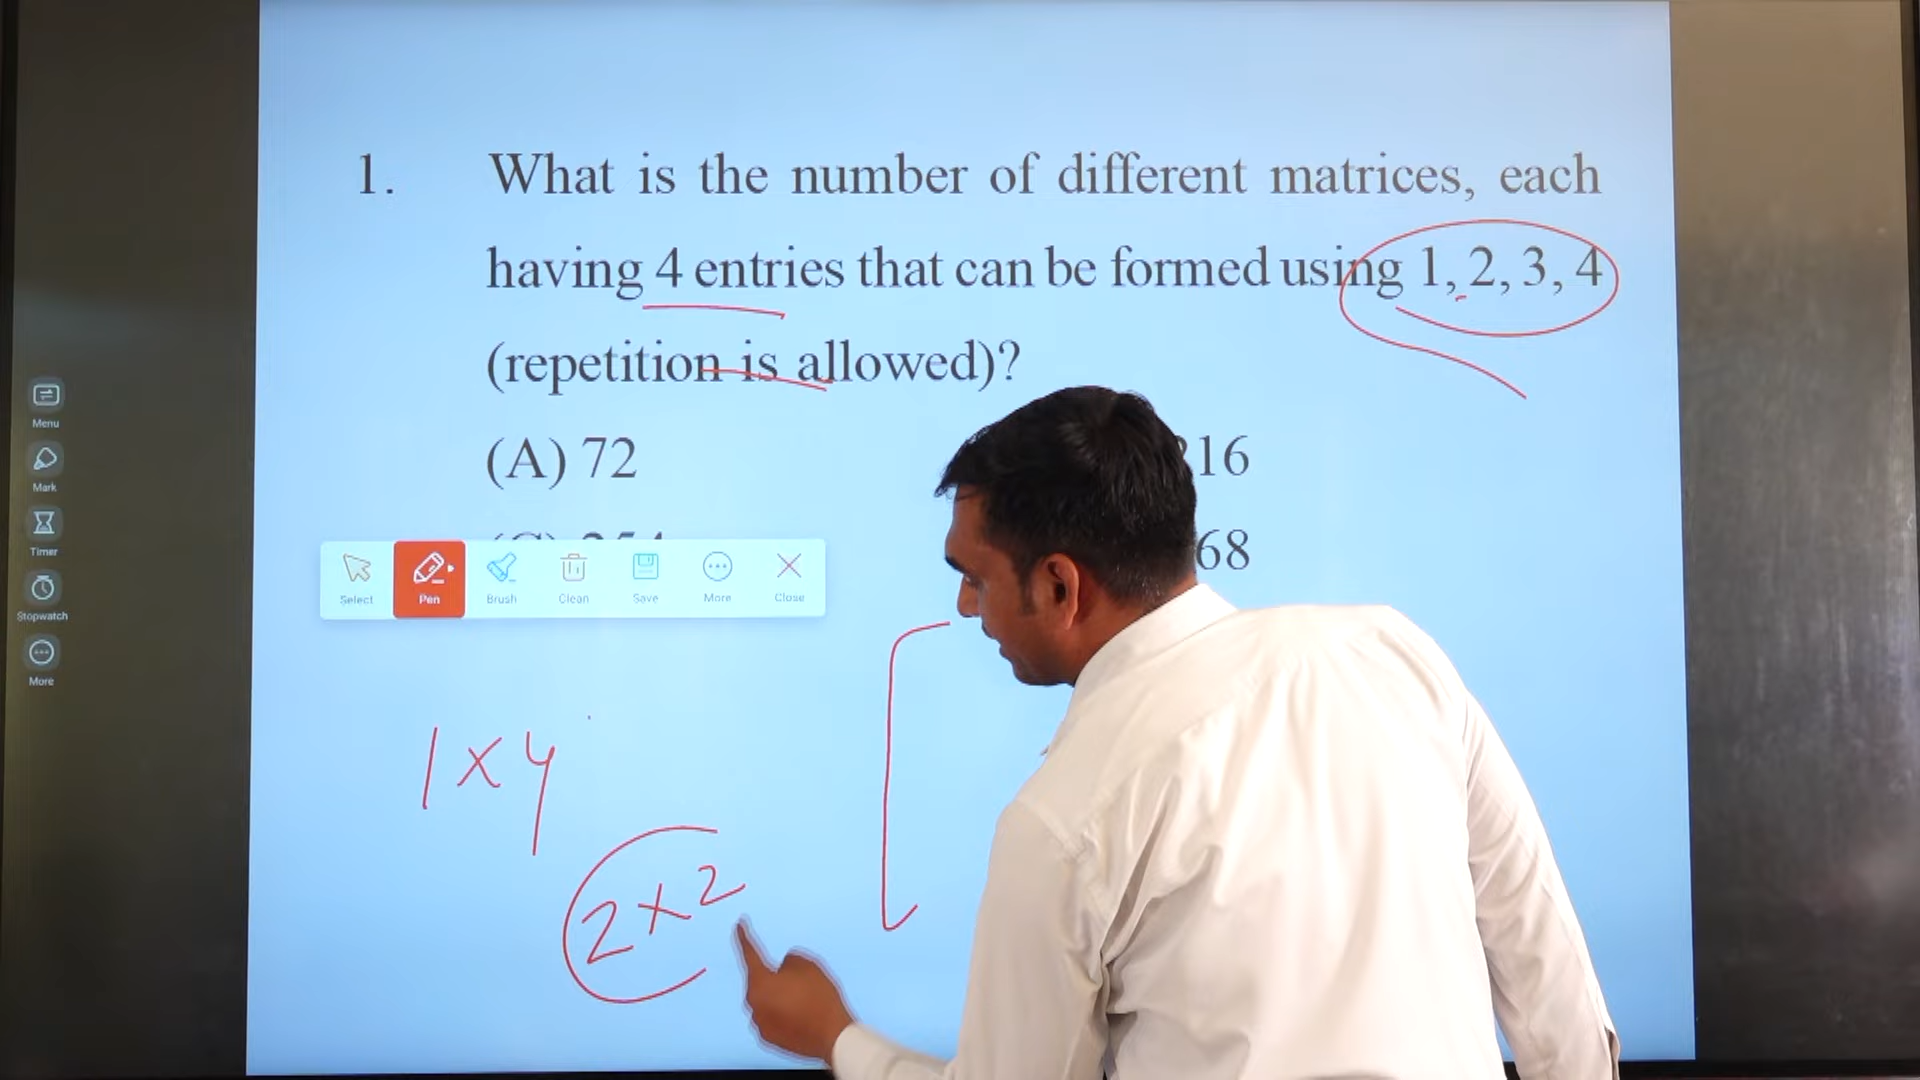 1. What is the number of different matrices, each
having 4 entries that can be formed using 1, 2, 3, 4
(repetition is allowed)?
(A) 72
16
68
Menu
Mark
Timer
Stopwatch
More
Select
Pen
Brush
Clean
Save
More
Close
1 x 4
2 x 2